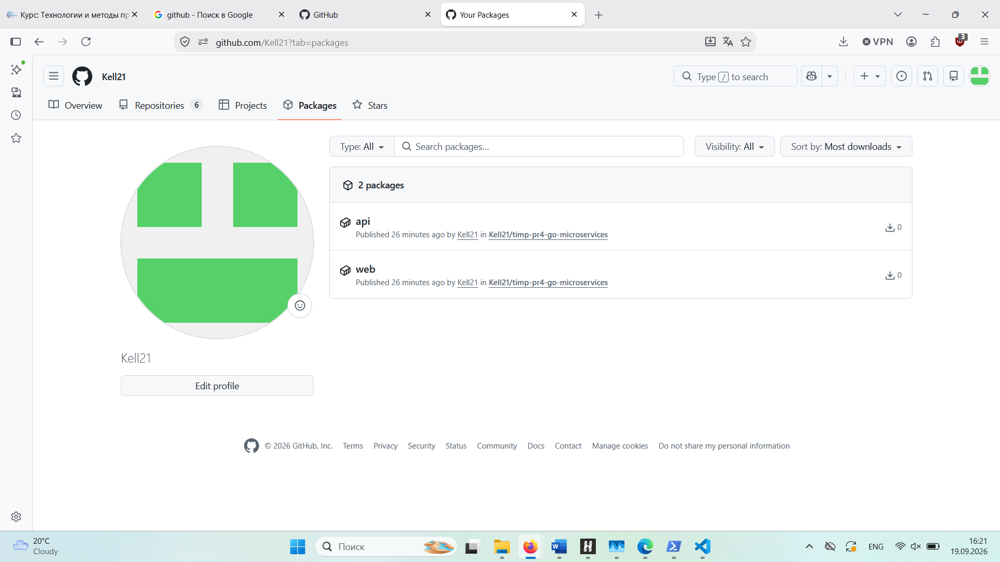 Курс: Технологии и методы пр
github - Поиск в Google
GitHub
Your Packages
github.com/Kell21?tab=packages
VPN
3
Kell21
Type / to search
Overview
Repositories 6
Projects
Packages
Stars
Type: All
Search packages...
Visibility: All
Sort by: Most downloads
2 packages
api
Published 26 minutes ago by Kell21 in Kell21/timp-pr4-go-microservices
0
web
Published 26 minutes ago by Kell21 in Kell21/timp-pr4-go-microservices
0
Kell21
Edit profile
© 2026 GitHub, Inc. Terms Privacy Security Status Community Docs Contact Manage cookies Do not share my personal information
20°C
Cloudy
Поиск
ENG
16:21
19.09.2026